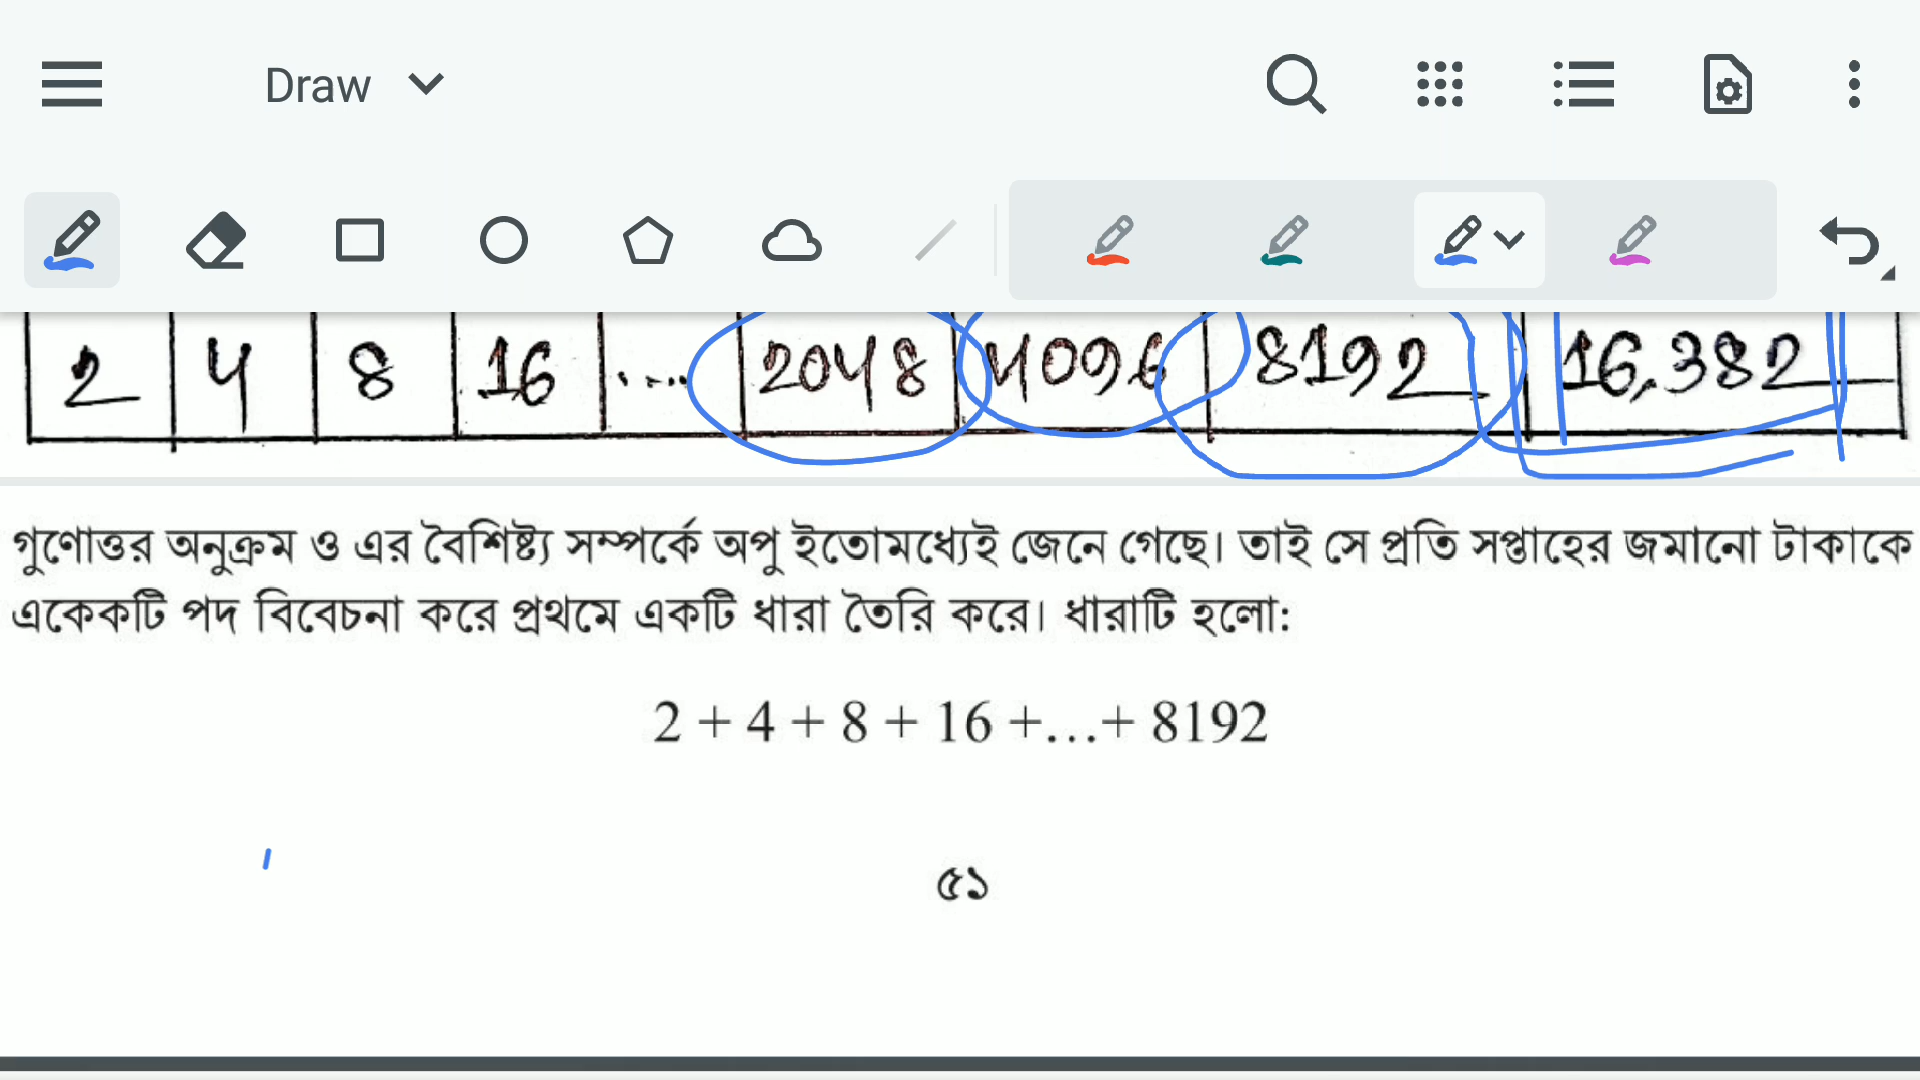 Draw
2 4 8 16 .... 2048 4096 8192 16,382
গুণোত্তর অনুক্রম ও এর বৈশিষ্ট্য সম্পর্কে অপু ইতোমধ্যেই জেনে গেছে। তাই সে প্রতি সপ্তাহের জমানো টাকাকে
একেকটি পদ বিবেচনা করে প্রথমে একটি ধারা তৈরি করে। ধারাটি হলো:
2 + 4 + 8 + 16 +...+ 8192
৫১